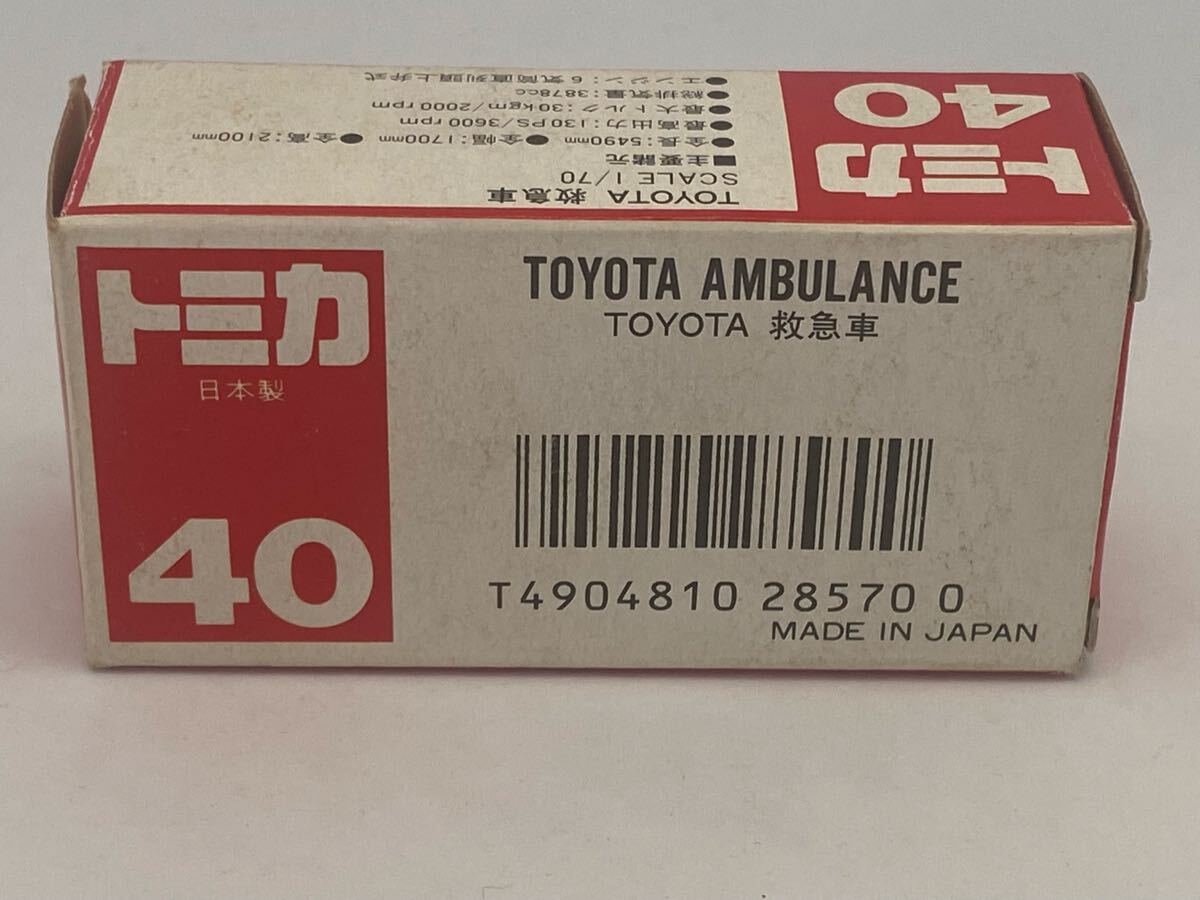 トミカ
40
TOYOTA 救急車
SCALE 1/70
■主要諸元
●全長:5490mm ●全幅:1700mm ●全高:2100mm
●最高出力:130PS/3600rpm
●最大トルク:30kgm/2000rpm
●総排気量:3878cc
●エンジン:6気筒直列頭上弁式
トミカ
日本製
40
TOYOTA AMBULANCE
TOYOTA 救急車
T4904810 28570 0
MADE IN JAPAN